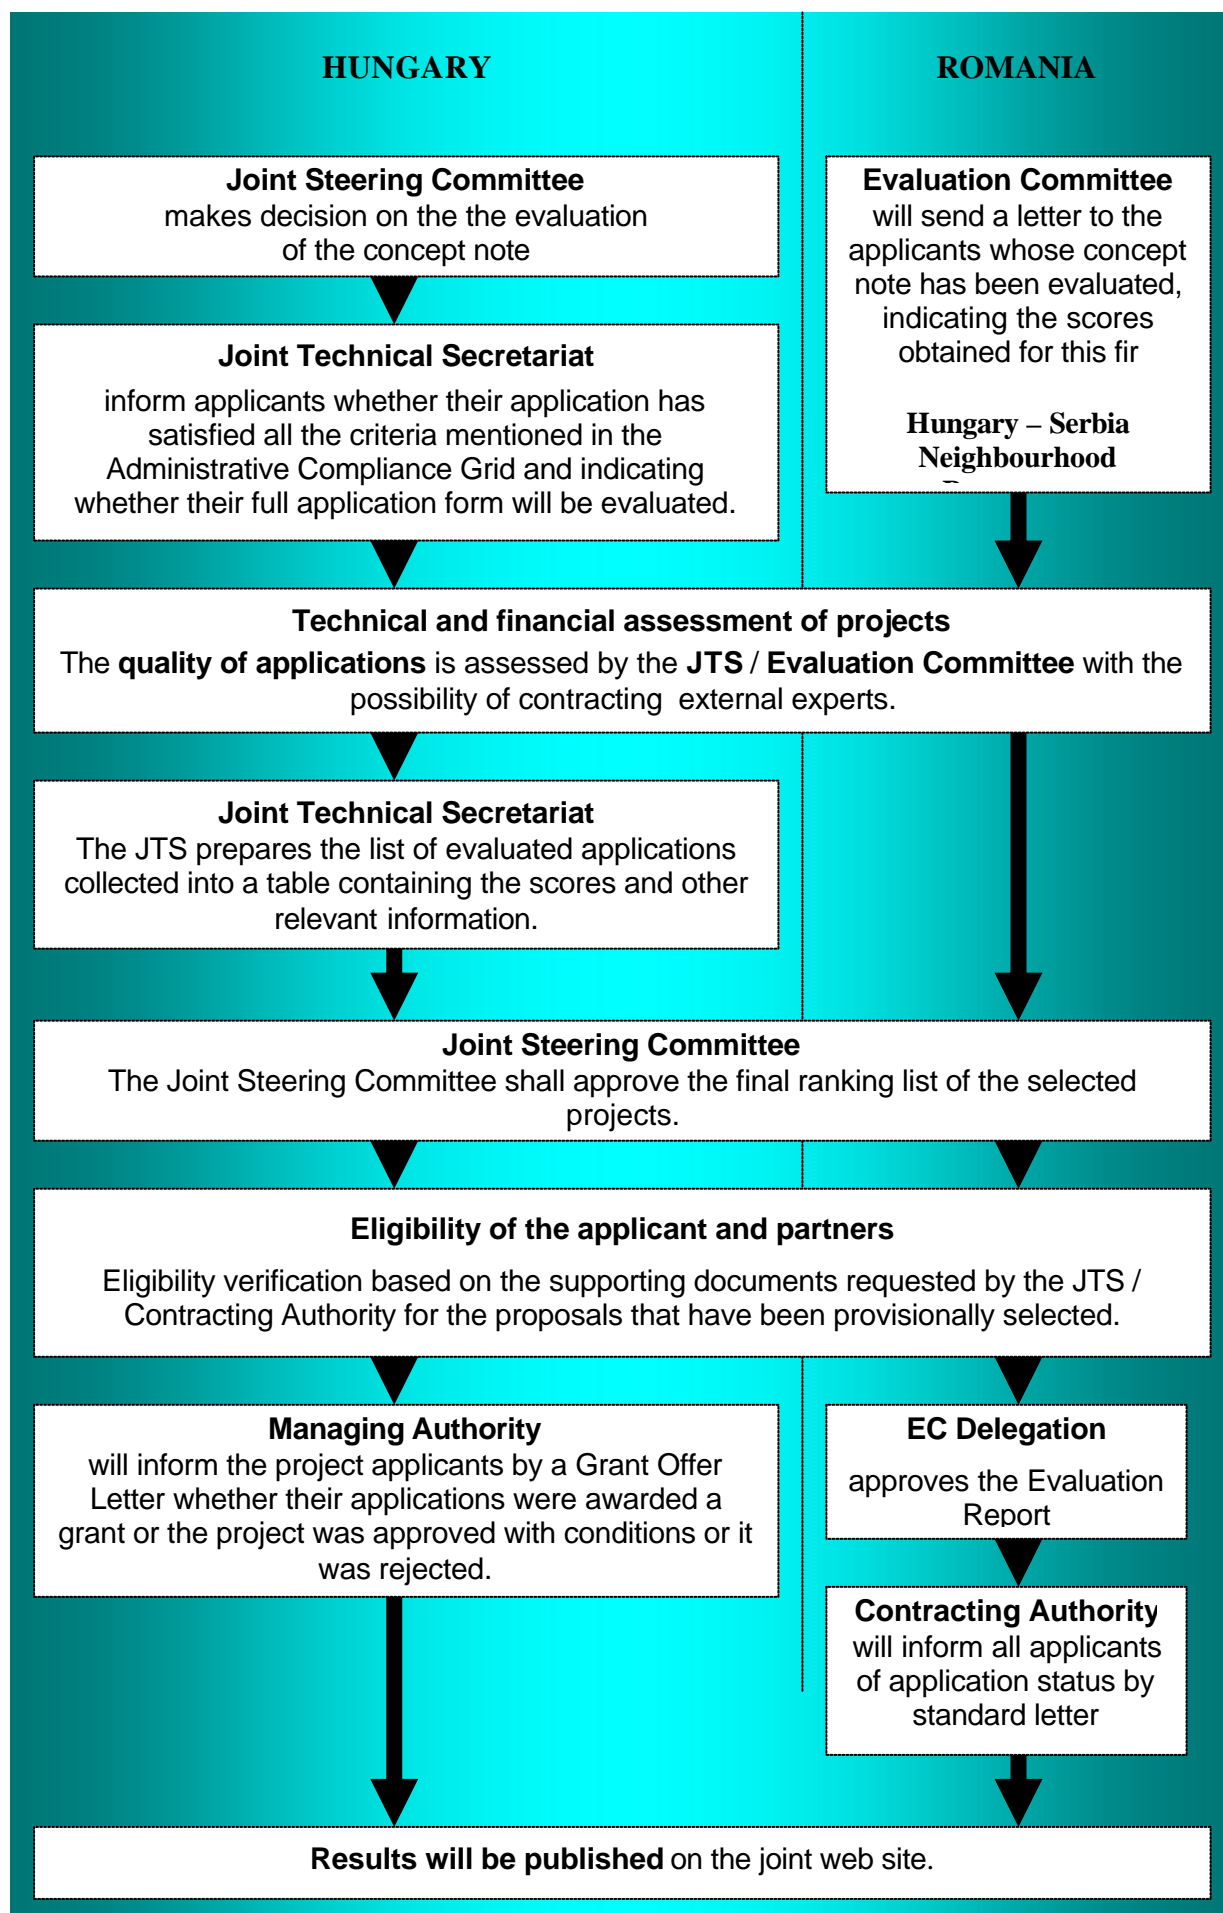 HUNGARY
ROMANIA
Joint Steering Committee
makes decision on the the evaluation
of the concept note
Evaluation Committee
will send a letter to the
applicants whose concept
note has been evaluated,
indicating the scores
obtained for this fir
Hungary – Serbia
Neighbourhood
Joint Technical Secretariat
inform applicants whether their application has
satisfied all the criteria mentioned in the
Administrative Compliance Grid and indicating
whether their full application form will be evaluated.
Technical and financial assessment of projects
The quality of applications is assessed by the JTS / Evaluation Committee with the
possibility of contracting external experts.
Joint Technical Secretariat
The JTS prepares the list of evaluated applications
collected into a table containing the scores and other
relevant information.
Joint Steering Committee
The Joint Steering Committee shall approve the final ranking list of the selected
projects.
Eligibility of the applicant and partners
Eligibility verification based on the supporting documents requested by the JTS /
Contracting Authority for the proposals that have been provisionally selected.
Managing Authority
will inform the project applicants by a Grant Offer
Letter whether their applications were awarded a
grant or the project was approved with conditions or it
was rejected.
EC Delegation
approves the Evaluation
Report
Contracting Authority
will inform all applicants
of application status by
standard letter
Results will be published on the joint web site.